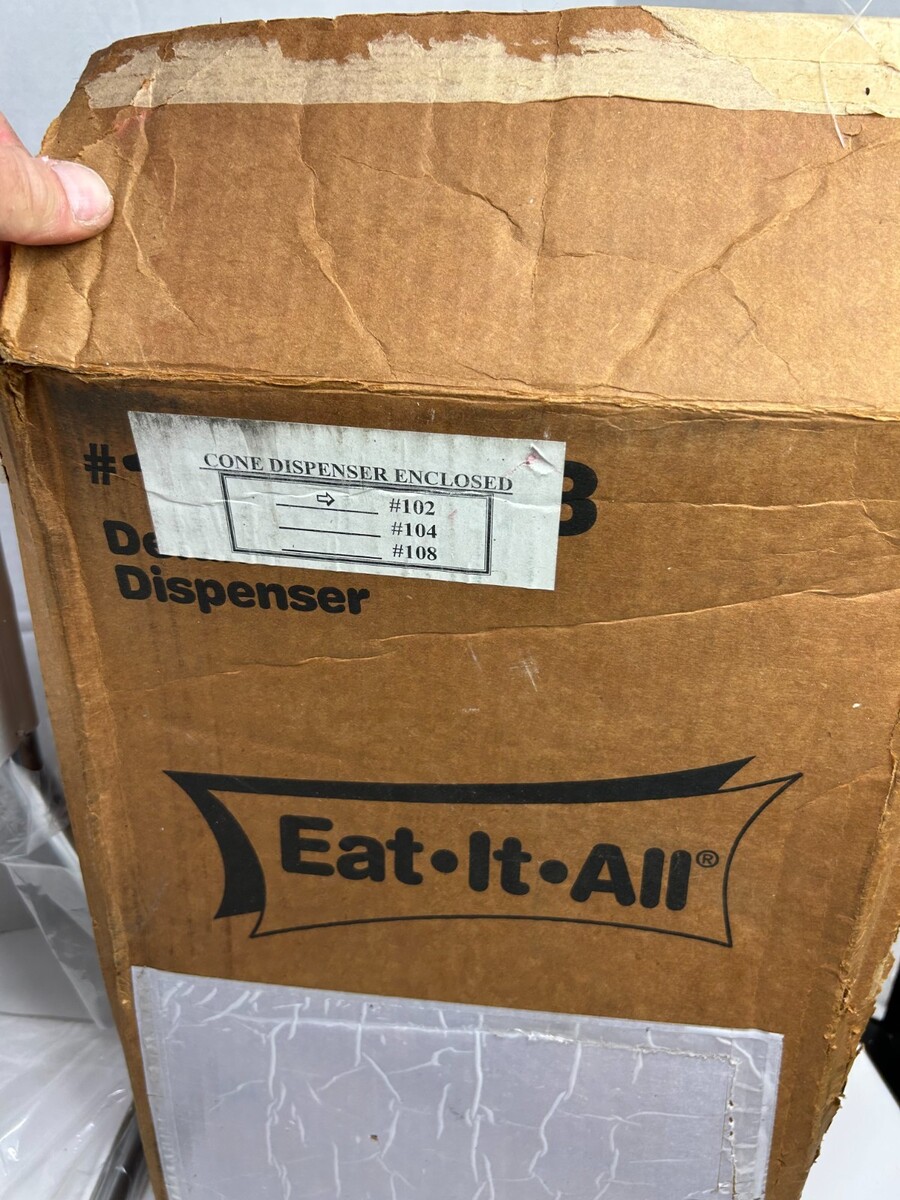 CONE DISPENSER ENCLOSED
⇨ #102
#104
#108
#
Dispenser
Eat•It•All®